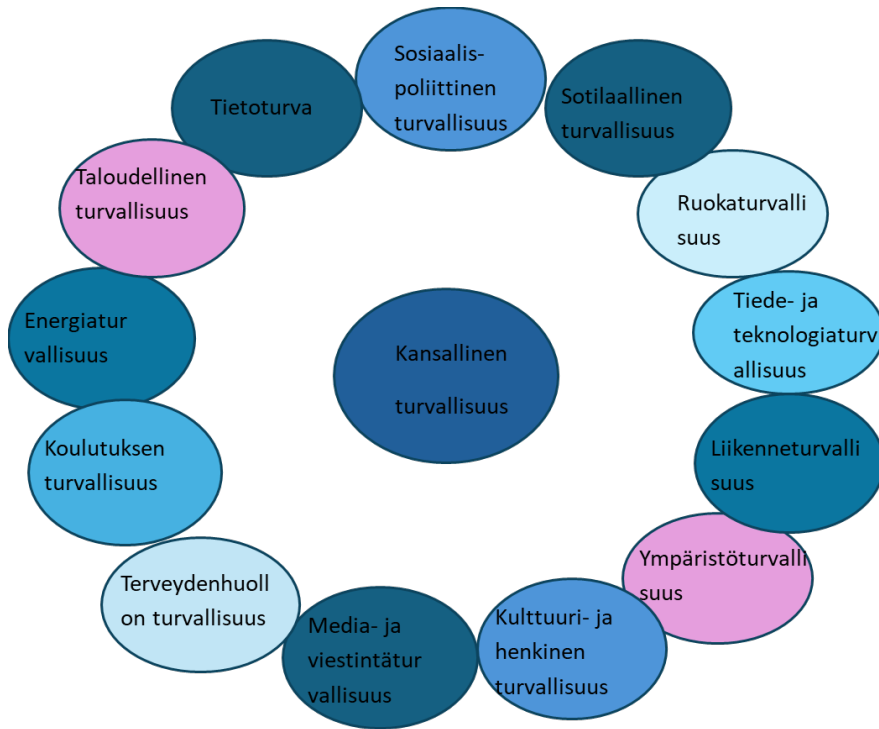 Sosiaalis-
poliittinen
turvallisuus
Sotilaallinen
turvallisuus
Ruokaturvalli
suus
Tiede- ja
teknologiaturv
allisuus
Liikenneturvalli
suus
Ympäristöturvalli
suus
Kulttuuri- ja
henkinen
turvallisuus
Media- ja
viestintätur
vallisuus
Terveydenhuoll
on turvallisuus
Koulutuksen
turvallisuus
Energiatur
vallisuus
Taloudellinen
turvallisuus
Tietoturva
Kansallinen
turvallisuus